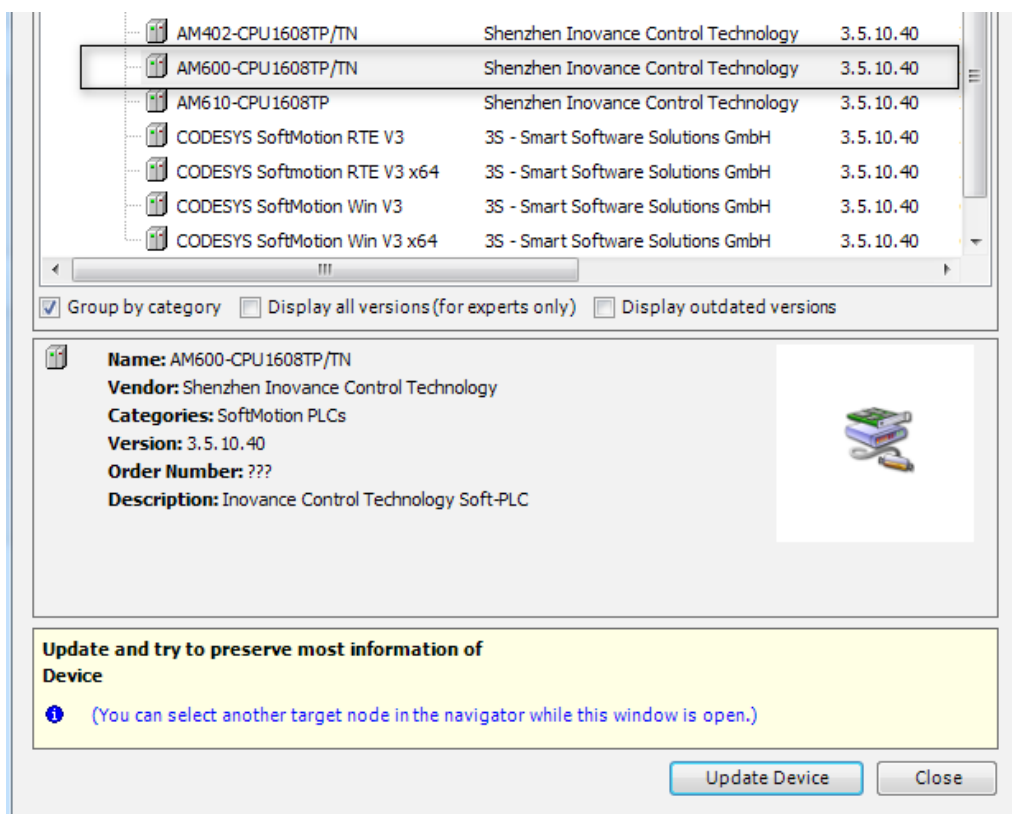 AM402-CPU1608TP/TN Shenzhen Inovance Control Technology 3.5.10.40
AM600-CPU1608TP/TN Shenzhen Inovance Control Technology 3.5.10.40
AM610-CPU1608TP Shenzhen Inovance Control Technology 3.5.10.40
CODESYS SoftMotion RTE V3 3S - Smart Software Solutions GmbH 3.5.10.40
CODESYS Softmotion RTE V3 x64 3S - Smart Software Solutions GmbH 3.5.10.40
CODESYS SoftMotion Win V3 3S - Smart Software Solutions GmbH 3.5.10.40
CODESYS SoftMotion Win V3 x64 3S - Smart Software Solutions GmbH 3.5.10.40
Group by category Display all versions(for experts only) Display outdated versions
Name: AM600-CPU1608TP/TN
Vendor: Shenzhen Inovance Control Technology
Categories: SoftMotion PLCs
Version: 3.5.10.40
Order Number: ???
Description: Inovance Control Technology Soft-PLC
Update and try to preserve most information of
Device
(You can select another target node in the navigator while this window is open.)
Update Device Close